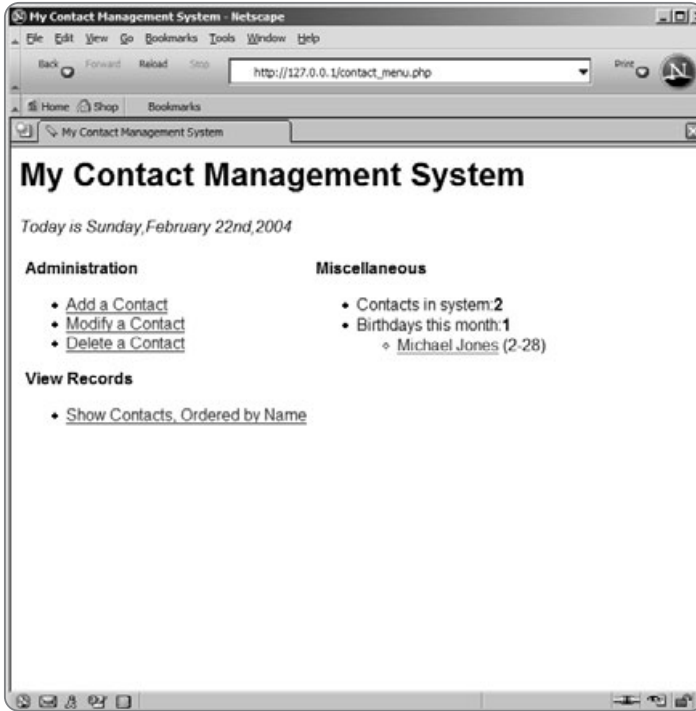 My Contact Management System - Netscape
File Edit View Go Bookmarks Tools Window Help
Back Forward Reload Stop http://127.0.0.1/contact_menu.php Print N
Home Shop Bookmarks
My Contact Management System
My Contact Management System
Today is Sunday,February 22nd,2004
Administration
Add a Contact
Modify a Contact
Delete a Contact
View Records
Show Contacts, Ordered by Name
Miscellaneous
Contacts in system:2
Birthdays this month:1
Michael Jones (2-28)